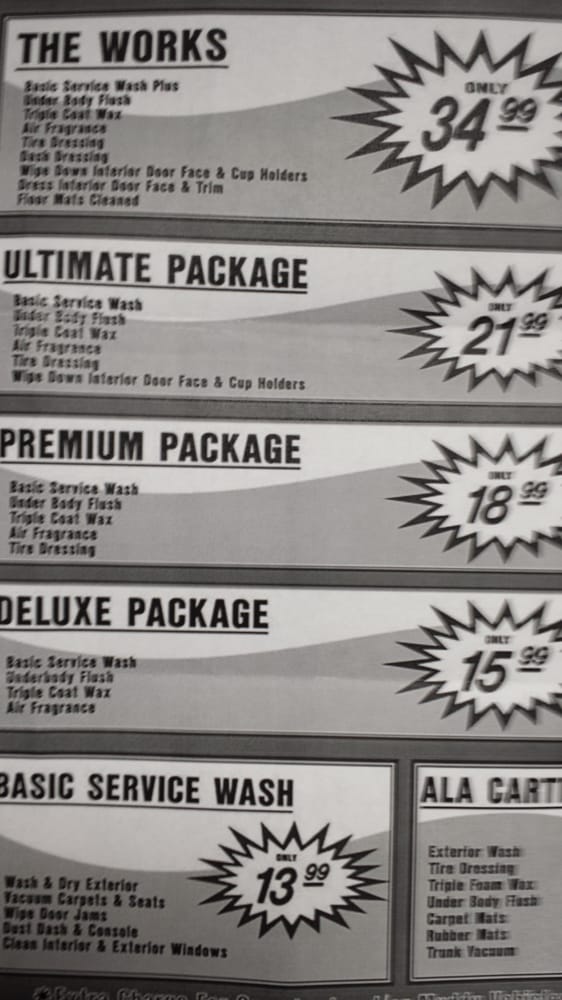 THE WORKS
Basic Service Wash Plus
Under Body Flush
Triple Coat Wax
Air Fragrance
Tire Dressing
Dash Dressing
Wipe Down Interior Door Face & Cup Holders
Dress Interior Door Face & Trim
Floor Mats Cleaned
ONLY
34 99
ULTIMATE PACKAGE
Basic Service Wash
Under Body Flush
Triple Coat Wax
Air Fragrance
Tire Dressing
Wipe Down Interior Door Face & Cup Holders
ONLY
21 99
PREMIUM PACKAGE
Basic Service Wash
Under Body Flush
Triple Coat Wax
Air Fragrance
Tire Dressing
ONLY
18 99
DELUXE PACKAGE
Basic Service Wash
Underbody Flush
Triple Coat Wax
Air Fragrance
ONLY
15 99
BASIC SERVICE WASH
Wash & Dry Exterior
Vacuum Carpets & Seats
Wipe Door Jams
Dust Dash & Console
Clean Interior & Exterior Windows
ONLY
13 99
ALA CART
Exterior Wash
Tire Dressing
Triple Foam Wax
Under Body Flush
Carpet Mats
Rubber Mats
Trunk Vacuum
*Extra Charge For